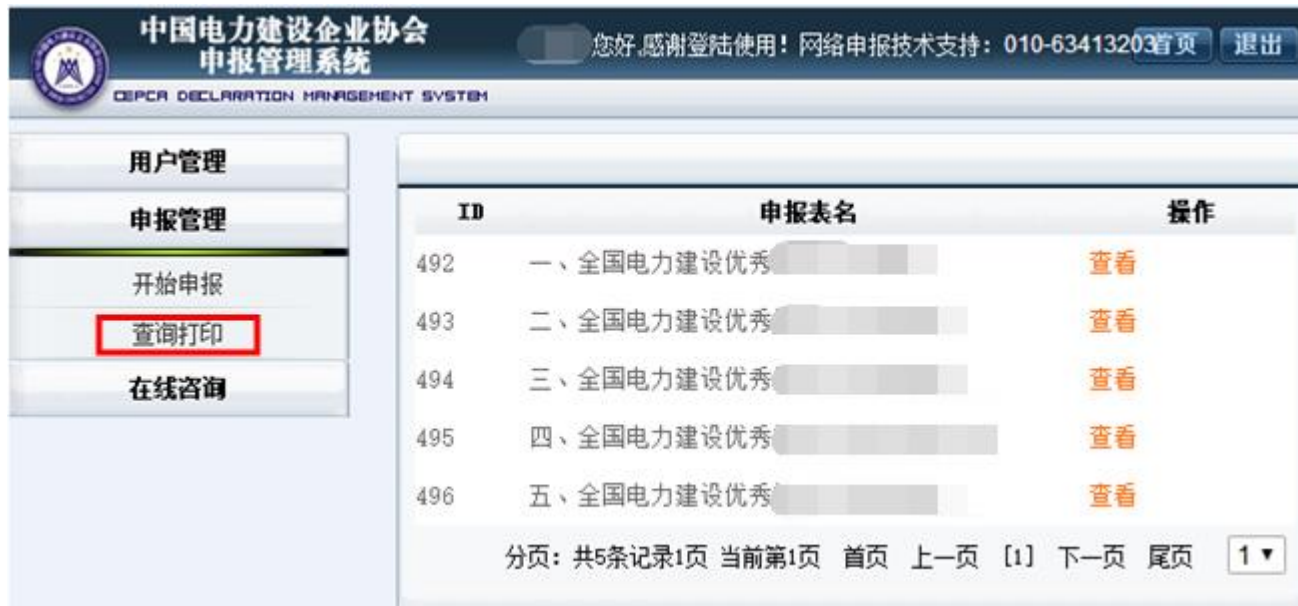 中国电力建设企业协会
申报管理系统
CEPCA DECLARATION MANAGEMENT SYSTEM
您好,感谢登陆使用！网络申报技术支持：010-63413203
首页 退出
用户管理
申报管理
开始申报
查询打印
在线咨询
ID 申报表名 操作
492 一、全国电力建设优秀 查看
493 二、全国电力建设优秀 查看
494 三、全国电力建设优秀 查看
495 四、全国电力建设优秀 查看
496 五、全国电力建设优秀 查看
分页：共5条记录1页 当前第1页 首页 上一页 [1] 下一页 尾页 1